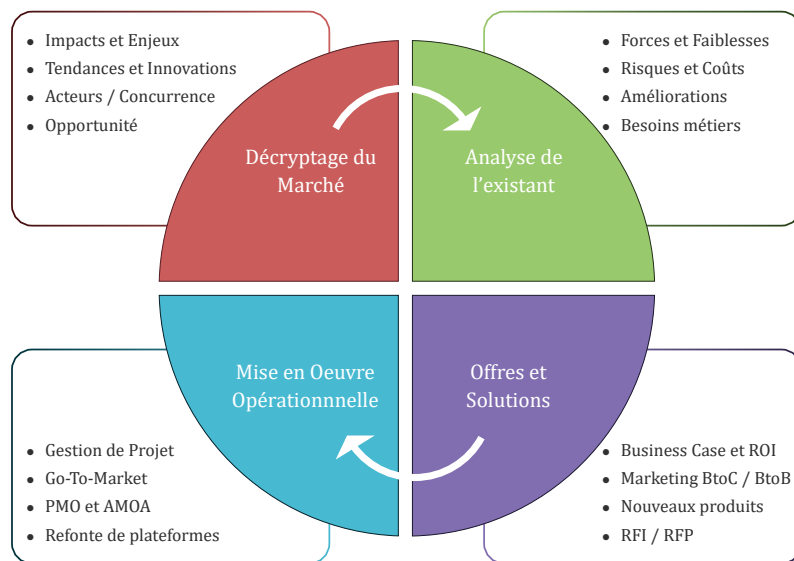 Impacts et Enjeux
Tendances et Innovations
Acteurs / Concurrence
Opportunité
Décryptage du
Marché
Forces et Faiblesses
Risques et Coûts
Améliorations
Besoins métiers
Analyse de
l’existant
Mise en Oeuvre
Opérationnnelle
Gestion de Projet
Go-To-Market
PMO et AMOA
Refonte de plateformes
Offres et
Solutions
Business Case et ROI
Marketing BtoC / BtoB
Nouveaux produits
RFI / RFP